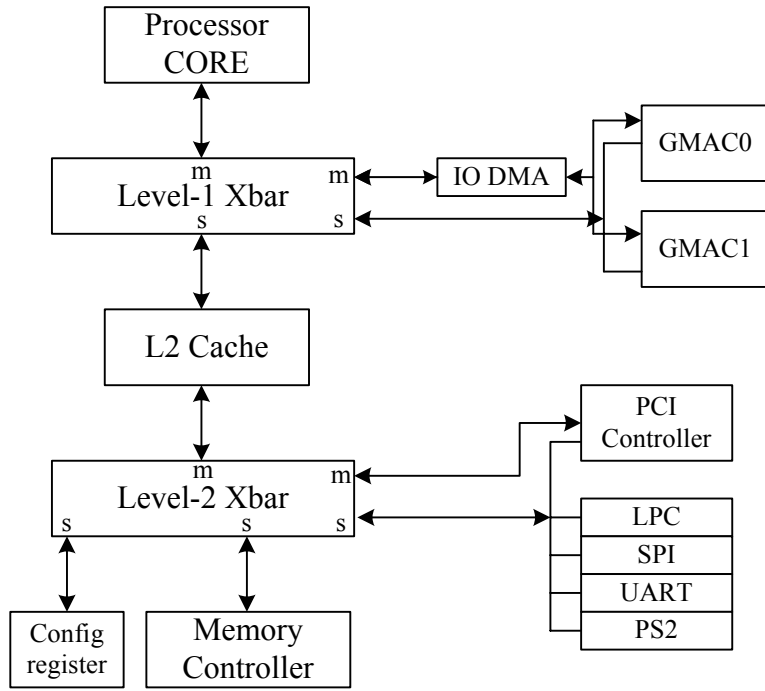 Processor
CORE
m
m
Level-1 Xbar
s
s
IO DMA
GMAC0
GMAC1
L2 Cache
m
m
Level-2 Xbar
s
s
s
PCI
Controller
LPC
SPI
UART
PS2
Config
register
Memory
Controller